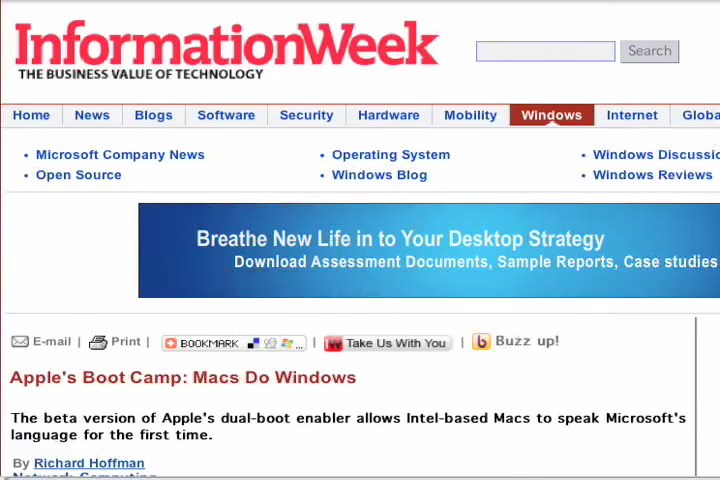 InformationWeek
THE BUSINESS VALUE OF TECHNOLOGY
Search
Home News Blogs Software Security Hardware Mobility Windows Internet Globa
• Microsoft Company News • Operating System • Windows Discussio
• Open Source • Windows Blog • Windows Reviews
Breathe New Life in to Your Desktop Strategy
Download Assessment Documents, Sample Reports, Case studies
E-mail | Print | BOOKMARK ... | Take Us With You | Buzz up!
Apple's Boot Camp: Macs Do Windows
The beta version of Apple's dual-boot enabler allows Intel-based Macs to speak Microsoft's
language for the first time.
By Richard Hoffman
Network Computing